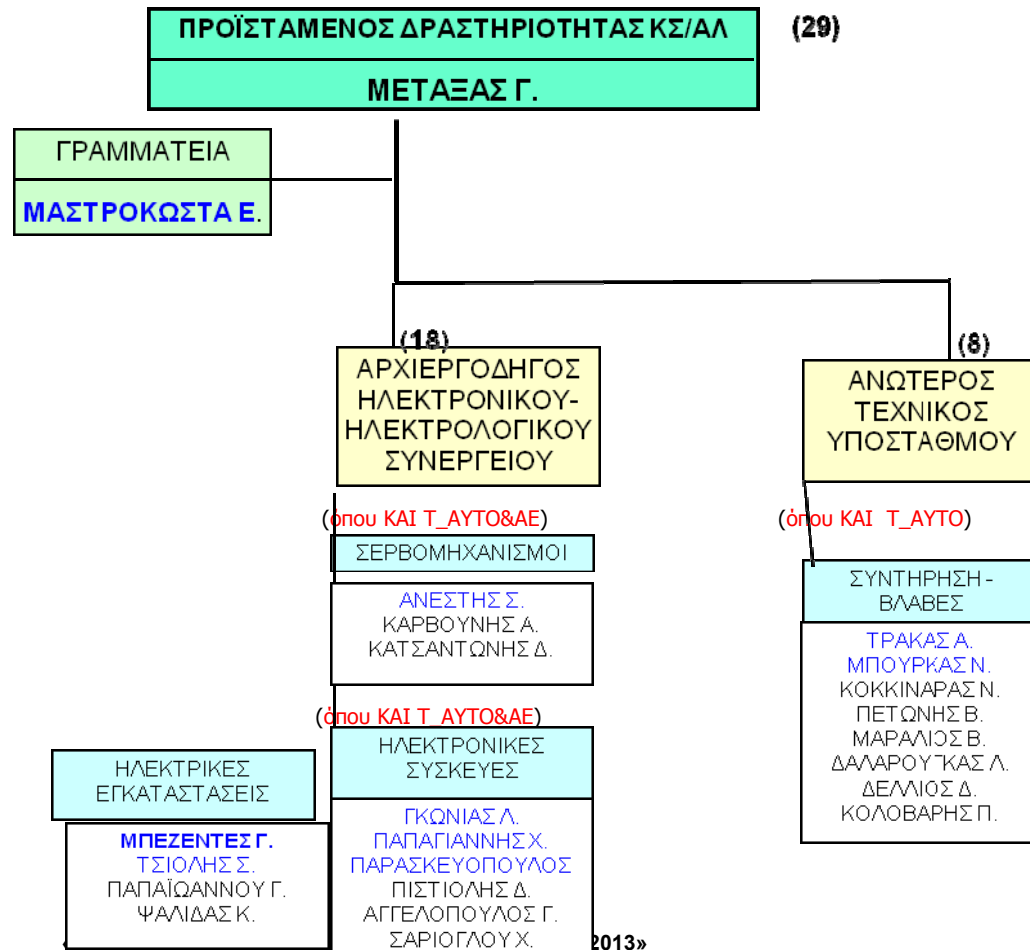 ΠΡΟΪΣΤΑΜΕΝΟΣ ΔΡΑΣΤΗΡΙΟΤΗΤΑΣ ΚΣ/ΑΛ
(29)
ΜΕΤΑΞΑΣ Γ.
ΓΡΑΜΜΑΤΕΙΑ
ΜΑΣΤΡΟΚΩΣΤΑ Ε.
(18)
ΑΡΧΙΕΡΓΟΔΗΓΟΣ
ΗΛΕΚΤΡΟΝΙΚΟΥ-
ΗΛΕΚΤΡΟΛΟΓΙΚΟΥ
ΣΥΝΕΡΓΕΙΟΥ
(8)
ΑΝΩΤΕΡΟΣ
ΤΕΧΝΙΚΟΣ
ΥΠΟΣΤΑΘΜΟΥ
(όπου ΚΑΙ Τ_ΑΥΤΟ&ΑΕ)
ΣΕΡΒΟΜΗΧΑΝΙΣΜΟΙ
ΑΝΕΣΤΗΣ Σ.
ΚΑΡΒΟΥΝΗΣ Α.
ΚΑΤΣΑΝΤΩΝΗΣ Δ.
(όπου ΚΑΙ Τ_ΑΥΤΟ)
ΣΥΝΤΗΡΗΣΗ -
ΒΛΑΒΕΣ
ΤΡΑΚΑΣ Α.
ΜΠΟΥΡΚΑΣ Ν.
ΚΟΚΚΙΝΑΡΑΣ Ν.
ΠΕΤΩΝΗΣ Β.
ΜΑΡΑΛΙΟΣ Β.
ΔΑΛΑΡΟΥΓΚΑΣ Λ.
ΔΕΛΛΙΟΣ Δ.
ΚΟΛΟΒΑΡΗΣ Π.
(όπου ΚΑΙ Τ_ΑΥΤΟ&ΑΕ)
ΗΛΕΚΤΡΙΚΕΣ
ΕΓΚΑΤΑΣΤΑΣΕΙΣ
ΜΠΕΖΕΝΤΕΣ Γ.
ΤΣΙΟΛΗΣ Σ.
ΠΑΠΑΪΩΑΝΝΟΥ Γ.
ΨΑΛΙΔΑΣ Κ.
ΗΛΕΚΤΡΟΝΙΚΕΣ
ΣΥΣΚΕΥΕΣ
ΓΚΩΝΙΑΣ Λ.
ΠΑΠΑΓΙΑΝΝΗΣ Χ.
ΠΑΡΑΣΚΕΥΟΠΟΥΛΟΣ
ΠΙΣΤΙΟΛΗΣ Δ.
ΑΓΓΕΛΟΠΟΥΛΟΣ Γ.
ΣΑΡΙΟΓΛΟΥ Χ.
2013»